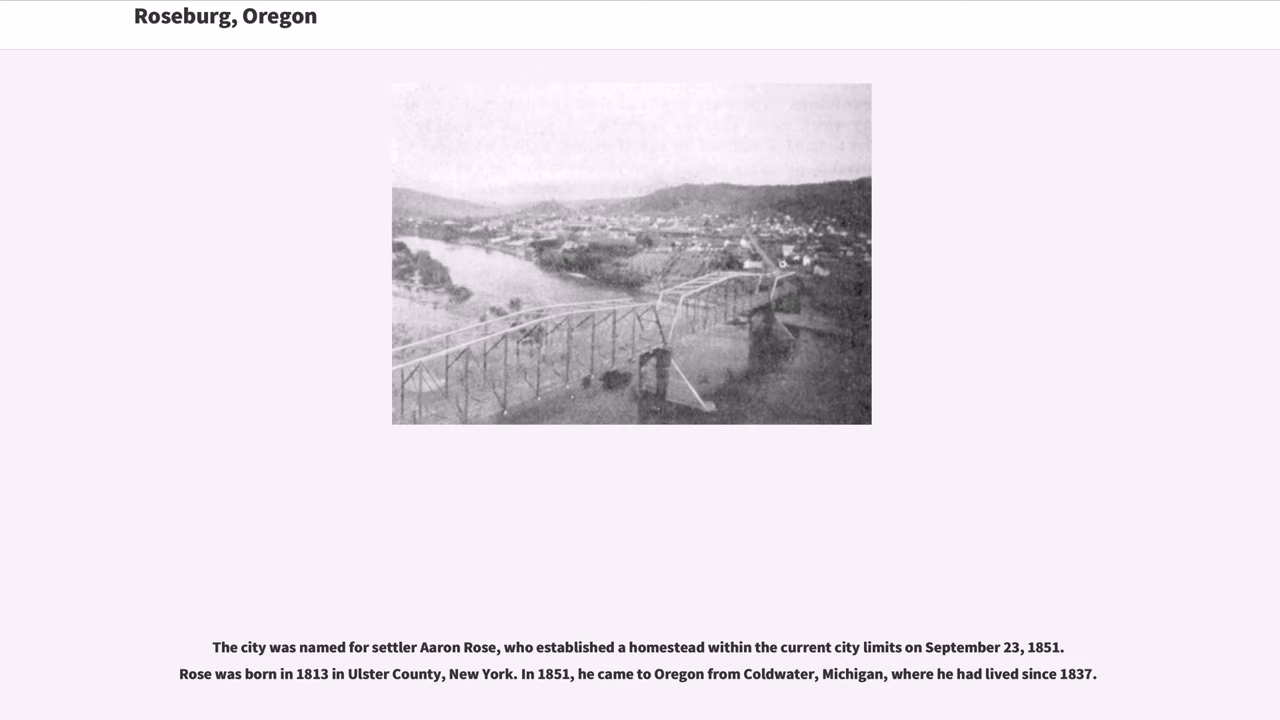 Roseburg, Oregon
The city was named for settler Aaron Rose, who established a homestead within the current city limits on September 23, 1851.
Rose was born in 1813 in Ulster County, New York. In 1851, he came to Oregon from Coldwater, Michigan, where he had lived since 1837.